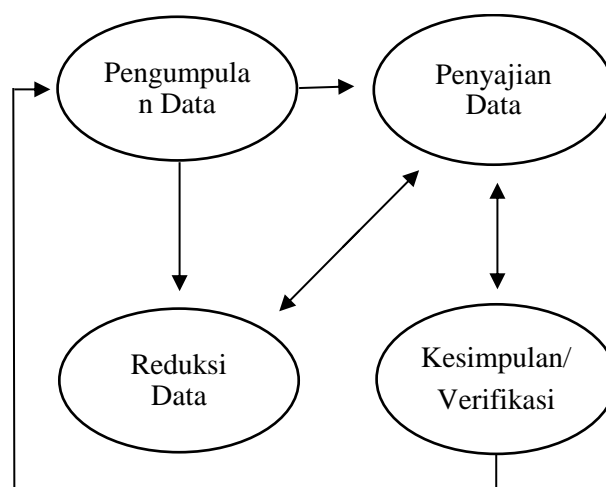 Pengumpula
n Data
Penyajian
Data
Reduksi
Data
Kesimpulan/
Verifikasi